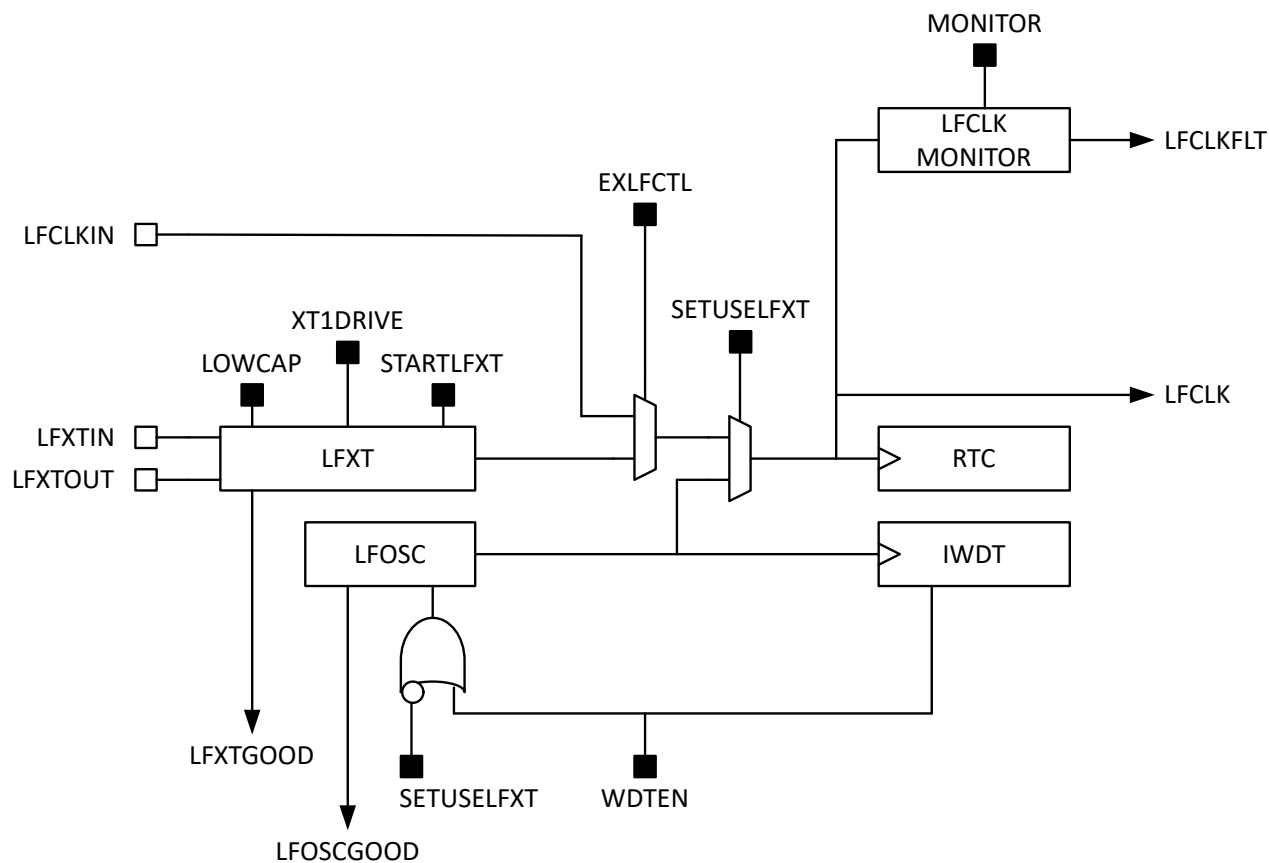 MONITOR
LFCLK
MONITOR
LFCLKFLT
EXLFCTL
LFCLKIN
SETUSELFXT
XT1DRIVE
LOWCAP
STARTLFXT
LFCLK
LFXTIN
LFXT
RTC
LFXTOUT
LFOSC
IWDT
LFXTGOOD
SETUSELFXT
WDTEN
LFOSCGOOD